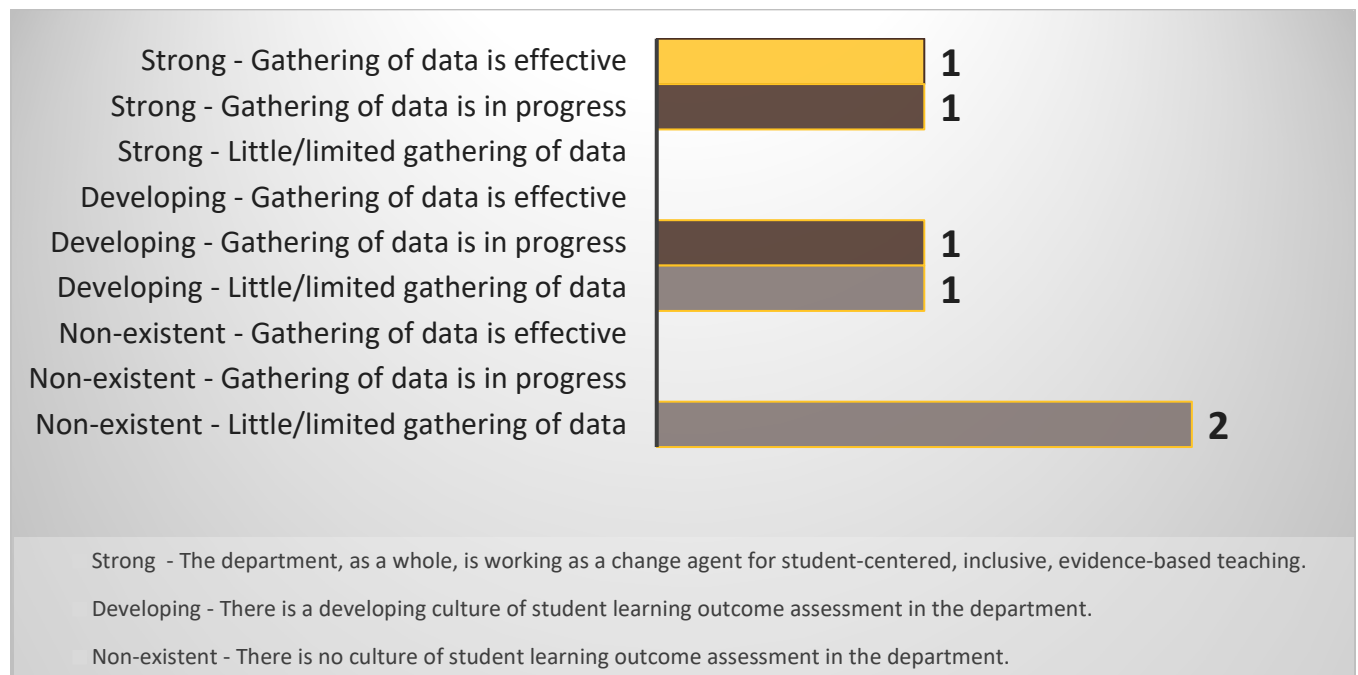 Strong - Gathering of data is effective 1
Strong - Gathering of data is in progress 1
Strong - Little/limited gathering of data
Developing - Gathering of data is effective
Developing - Gathering of data is in progress 1
Developing - Little/limited gathering of data 1
Non-existent - Gathering of data is effective
Non-existent - Gathering of data is in progress
Non-existent - Little/limited gathering of data 2
Strong - The department, as a whole, is working as a change agent for student-centered, inclusive, evidence-based teaching.
Developing - There is a developing culture of student learning outcome assessment in the department.
Non-existent - There is no culture of student learning outcome assessment in the department.